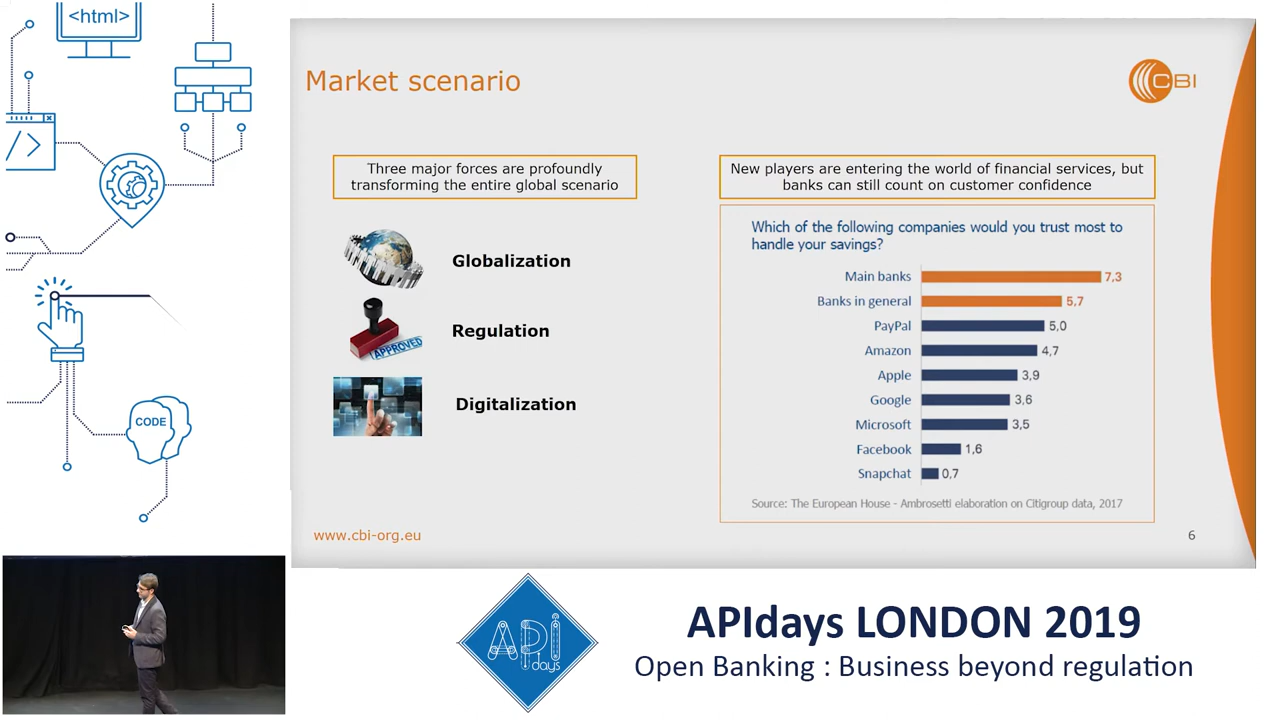 <html>
</>
CODE
Market scenario
CBI
Three major forces are profoundly
transforming the entire global scenario
Globalization
APPROVED
Regulation
Digitalization
New players are entering the world of financial services, but
banks can still count on customer confidence
Which of the following companies would you trust most to
handle your savings?
Main banks 7,3
Banks in general 5,7
PayPal 5,0
Amazon 4,7
Apple 3,9
Google 3,6
Microsoft 3,5
Facebook 1,6
Snapchat 0,7
Source: The European House - Ambrosetti elaboration on Citigroup data, 2017
www.cbi-org.eu
6
API
days
APIdays LONDON 2019
Open Banking : Business beyond regulation